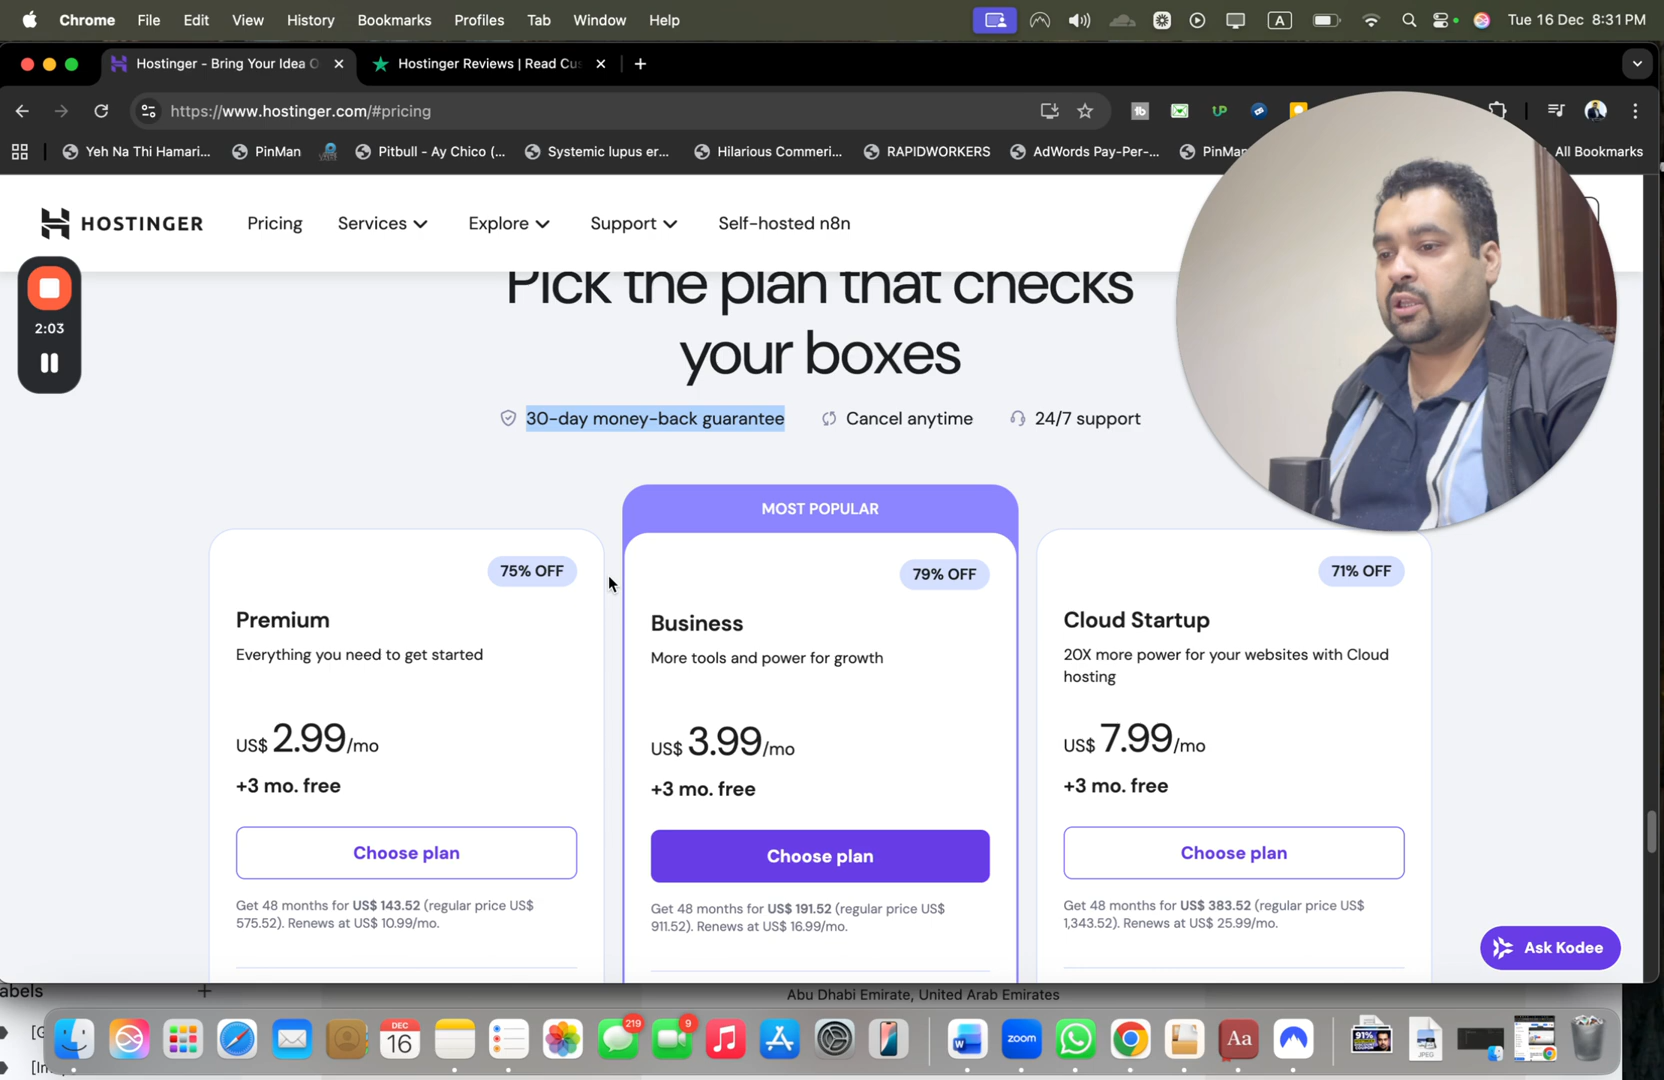 Chrome File Edit View History Bookmarks Profiles Tab Window Help
A
Tue 16 Dec 8:31 PM
Hostinger - Bring Your Idea O
Hostinger Reviews | Read Cus
https://www.hostinger.com/#pricing
tb
UP
Yeh Na Thi Hamari...
PinMan
Pitbull - Ay Chico (...
Systemic lupus er...
Hilarious Commeri...
RAPIDWORKERS
AdWords Pay-Per-...
PinMan
All Bookmarks
HOSTINGER
Pricing
Services
Explore
Support
Self-hosted n8n
2:03
Pick the plan that checks
your boxes
30-day money-back guarantee
Cancel anytime
24/7 support
MOST POPULAR
75% OFF
Premium
Everything you need to get started
US$ 2.99/mo
+3 mo. free
Choose plan
Get 48 months for US$ 143.52 (regular price US$
575.52). Renews at US$ 10.99/mo.
79% OFF
Business
More tools and power for growth
US$ 3.99/mo
+3 mo. free
Choose plan
Get 48 months for US$ 191.52 (regular price US$
911.52). Renews at US$ 16.99/mo.
71% OFF
Cloud Startup
20X more power for your websites with Cloud
hosting
US$ 7.99/mo
+3 mo. free
Choose plan
Get 48 months for US$ 383.52 (regular price US$
1,343.52). Renews at US$ 25.99/mo.
Ask Kodee
abels
Abu Dhabi Emirate, United Arab Emirates
DEC
16
219
9
zoom
Aa
91%
JPEG